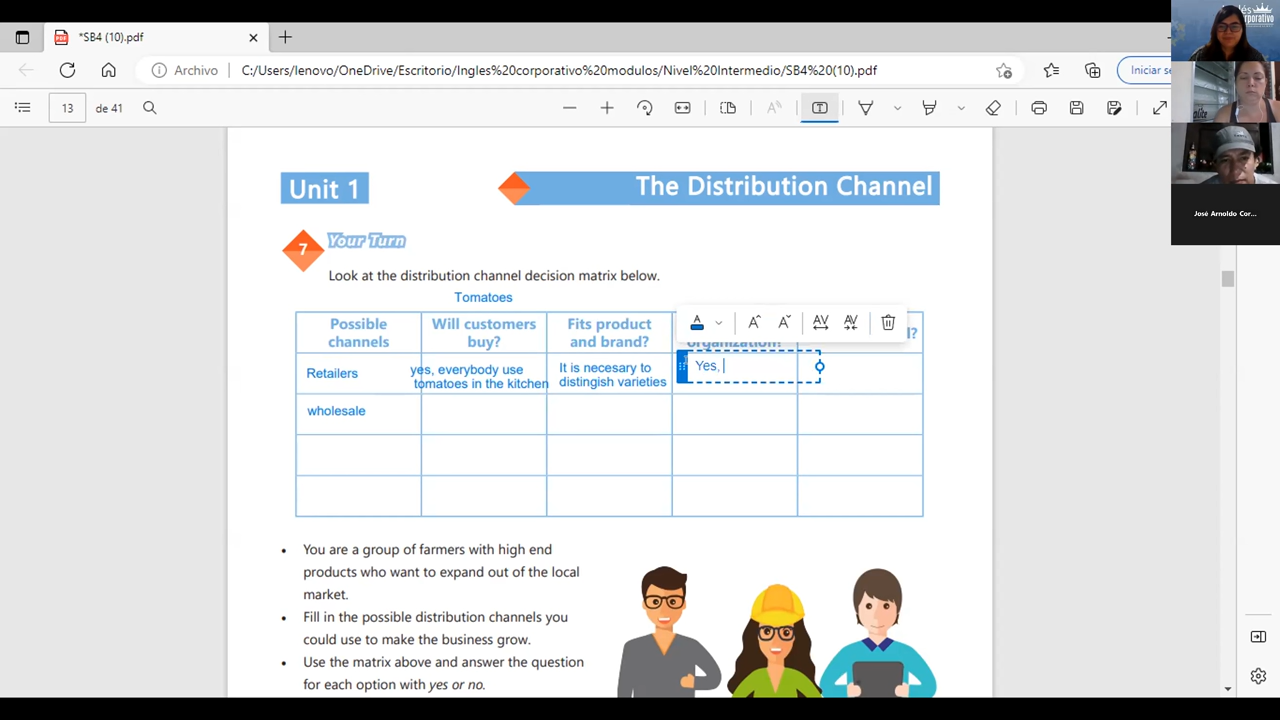 *SB4 (10).pdf
Archivo
C:/Users/lenovo/OneDrive/Escritorio/Ingles%20corporativo%20modulos/Nivel%20Intermedio/SB4%20(10).pdf
Iniciar se
13
de 41
Unit 1
The Distribution Channel
7
Your Turn
Look at the distribution channel decision matrix below.
Tomatoes
Possible
channels
Will customers
buy?
Fits product
and brand?
organization?
l?
Retailers
yes, everybody use
tomatoes in the kitchen
It is necesary to
distingish varieties
Yes,
wholesale
• You are a group of farmers with high end
products who want to expand out of the local
market.
• Fill in the possible distribution channels you
could use to make the business grow.
• Use the matrix above and answer the question
for each option with yes or no.
José Arnoldo Cor...